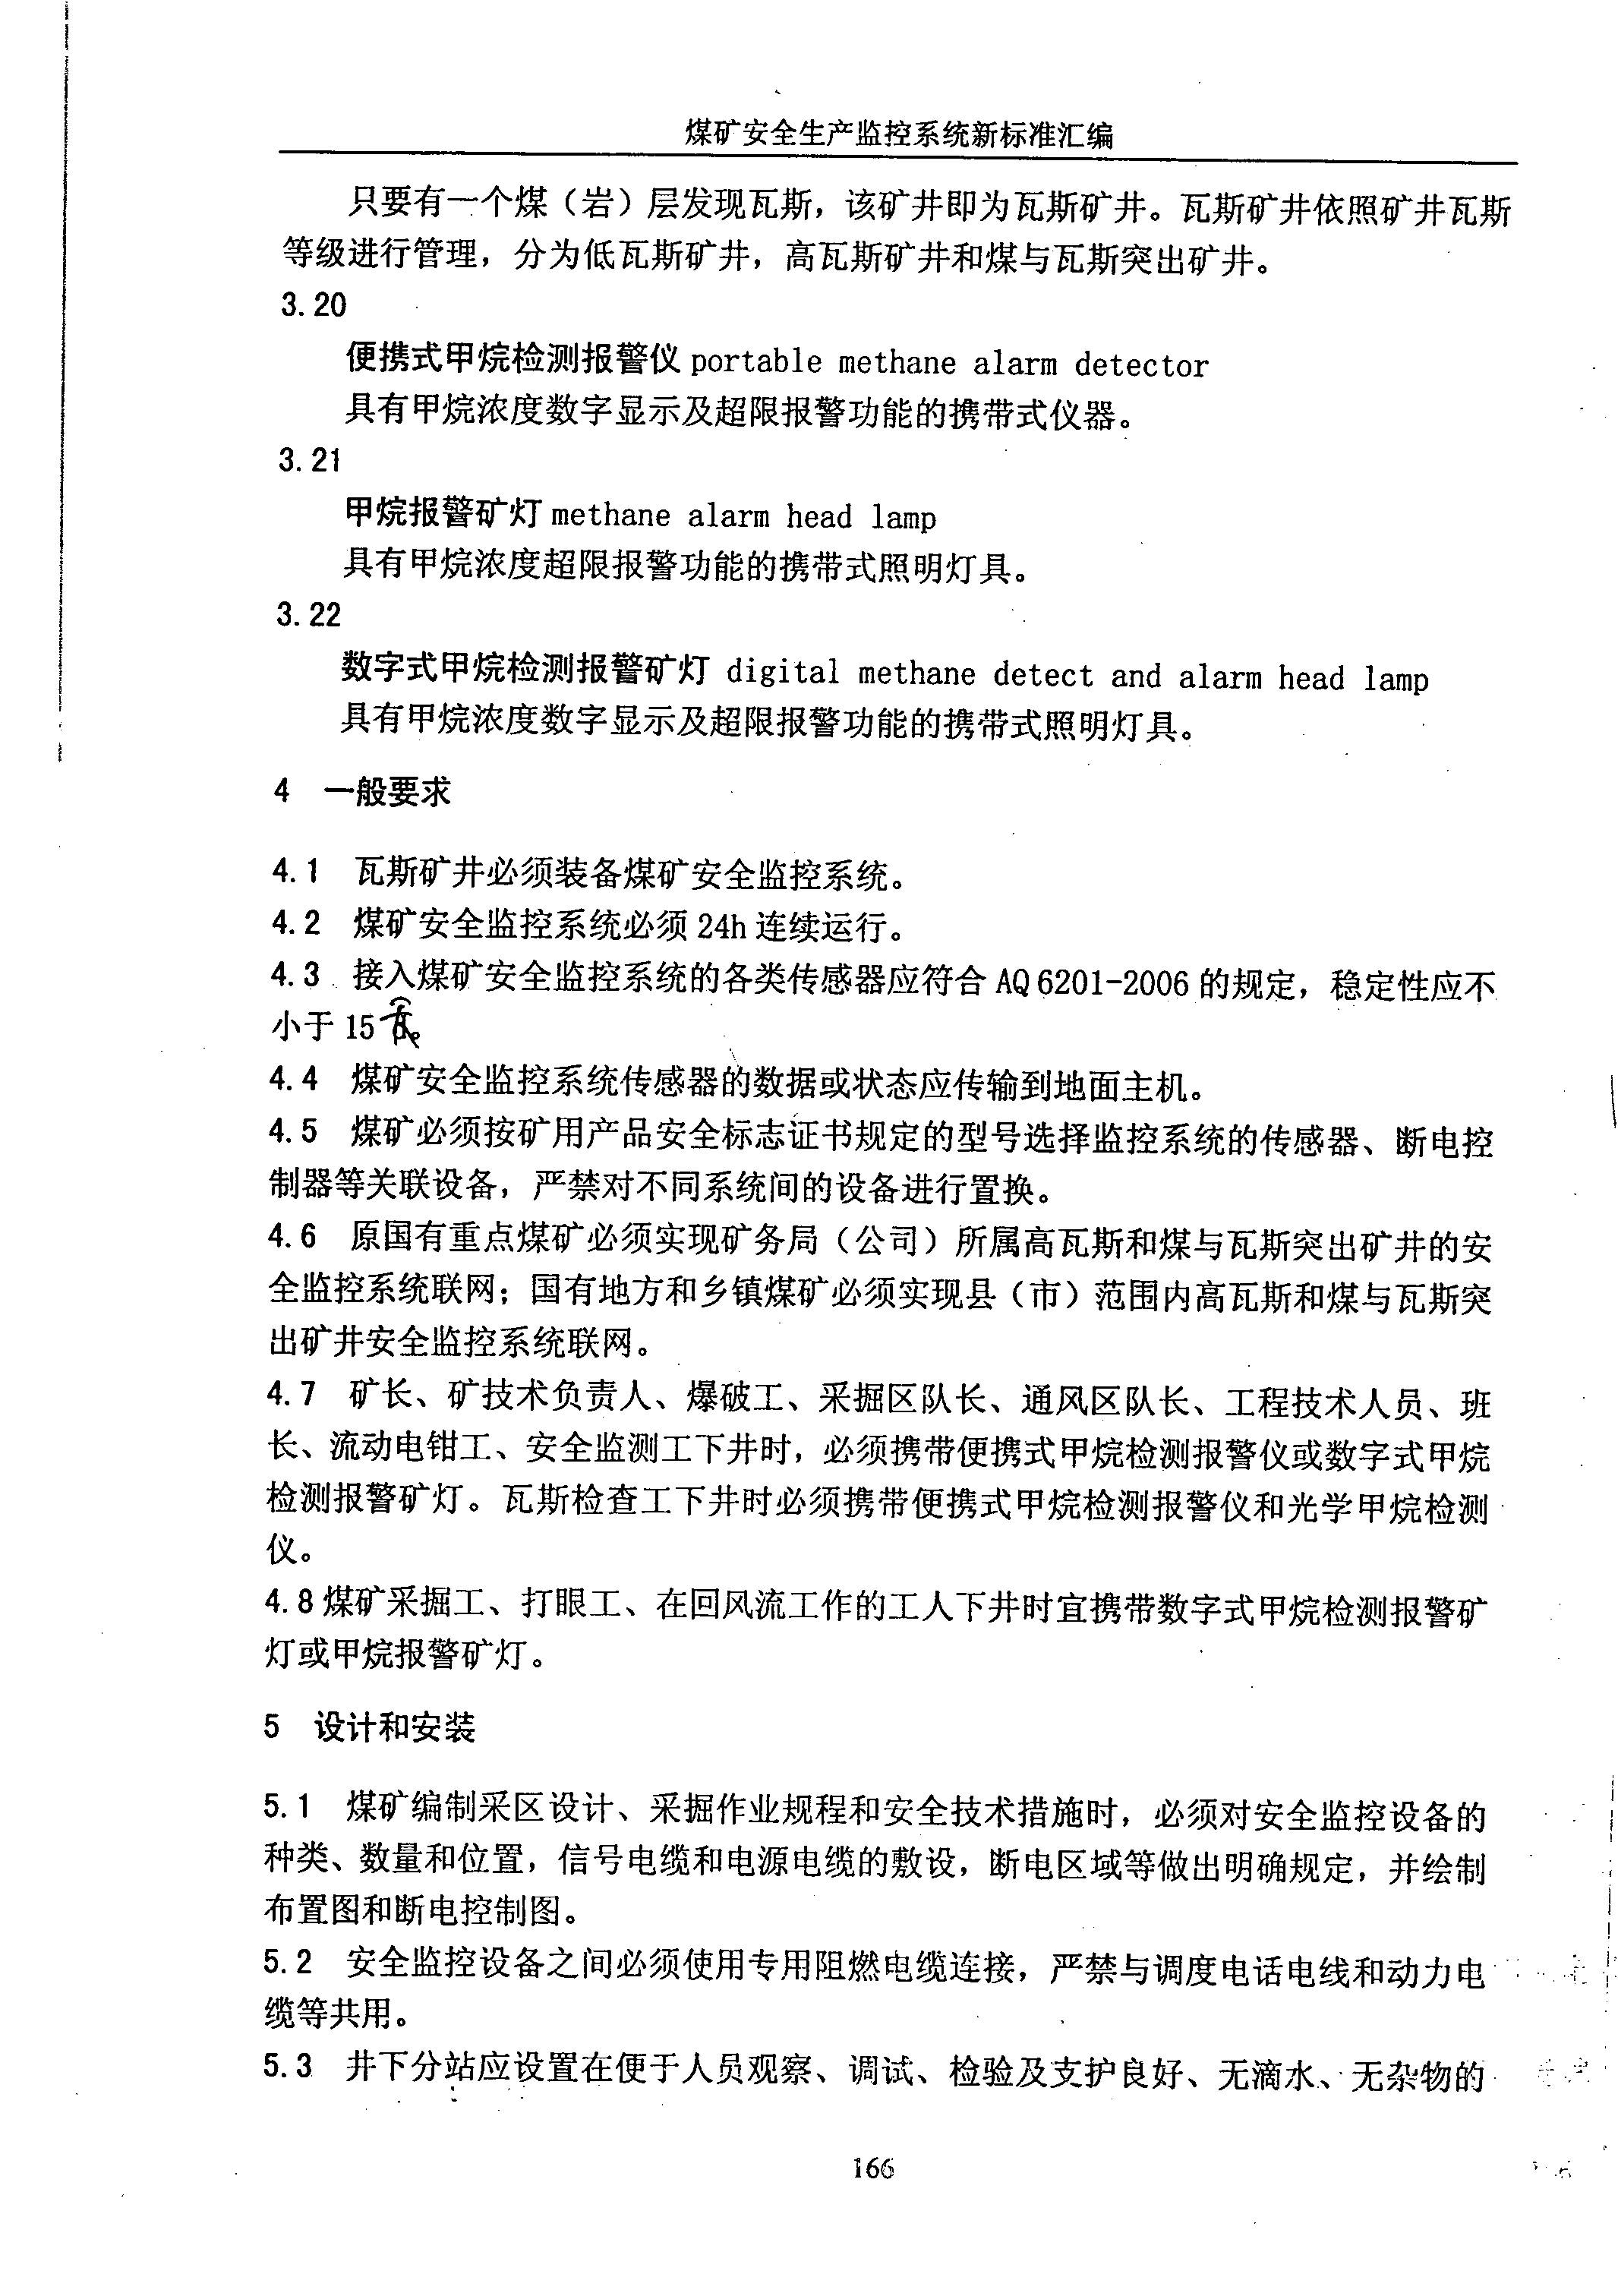 煤矿安全生产监控系统新标准汇编
只要有一个煤（岩）层发现瓦斯，该矿井即为瓦斯矿井。瓦斯矿井依照矿井瓦斯
等级进行管理，分为低瓦斯矿井，高瓦斯矿井和煤与瓦斯突出矿井。
3.20
便携式甲烷检测报警仪 portable methane alarm detector
具有甲烷浓度数字显示及超限报警功能的携带式仪器。
3.21
甲烷报警矿灯 methane alarm head lamp
具有甲烷浓度超限报警功能的携带式照明灯具。
3.22
数字式甲烷检测报警矿灯 digital methane detect and alarm head lamp
具有甲烷浓度数字显示及超限报警功能的携带式照明灯具。
4 一般要求
4.1 瓦斯矿井必须装备煤矿安全监控系统。
4.2 煤矿安全监控系统必须 24h 连续运行。
4.3 接入煤矿安全监控系统的各类传感器应符合 AQ 6201-2006 的规定，稳定性应不
小于 15
4.4 煤矿安全监控系统传感器的数据或状态应传输到地面主机。
4.5 煤矿必须按矿用产品安全标志证书规定的型号选择监控系统的传感器、断电控
制器等关联设备，严禁对不同系统间的设备进行置换。
4.6 原国有重点煤矿必须实现矿务局（公司）所属高瓦斯和煤与瓦斯突出矿井的安
全监控系统联网；国有地方和乡镇煤矿必须实现县（市）范围内高瓦斯和煤与瓦斯突
出矿井安全监控系统联网。
4.7 矿长、矿技术负责人、爆破工、采掘区队长、通风区队长、工程技术人员、班
长、流动电钳工、安全监测工下井时，必须携带便携式甲烷检测报警仪或数字式甲烷
检测报警矿灯。瓦斯检查工下井时必须携带便携式甲烷检测报警仪和光学甲烷检测
仪。
4.8 煤矿采掘工、打眼工、在回风流工作的工人下井时宜携带数字式甲烷检测报警矿
灯或甲烷报警矿灯。
5 设计和安装
5.1 煤矿编制采区设计、采掘作业规程和安全技术措施时，必须对安全监控设备的
种类、数量和位置，信号电缆和电源电缆的敷设，断电区域等做出明确规定，并绘制
布置图和断电控制图。
5.2 安全监控设备之间必须使用专用阻燃电缆连接，严禁与调度电话电线和动力电
缆等共用。
5.3 井下分站应设置在便于人员观察、调试、检验及支护良好、无滴水、无杂物的
166